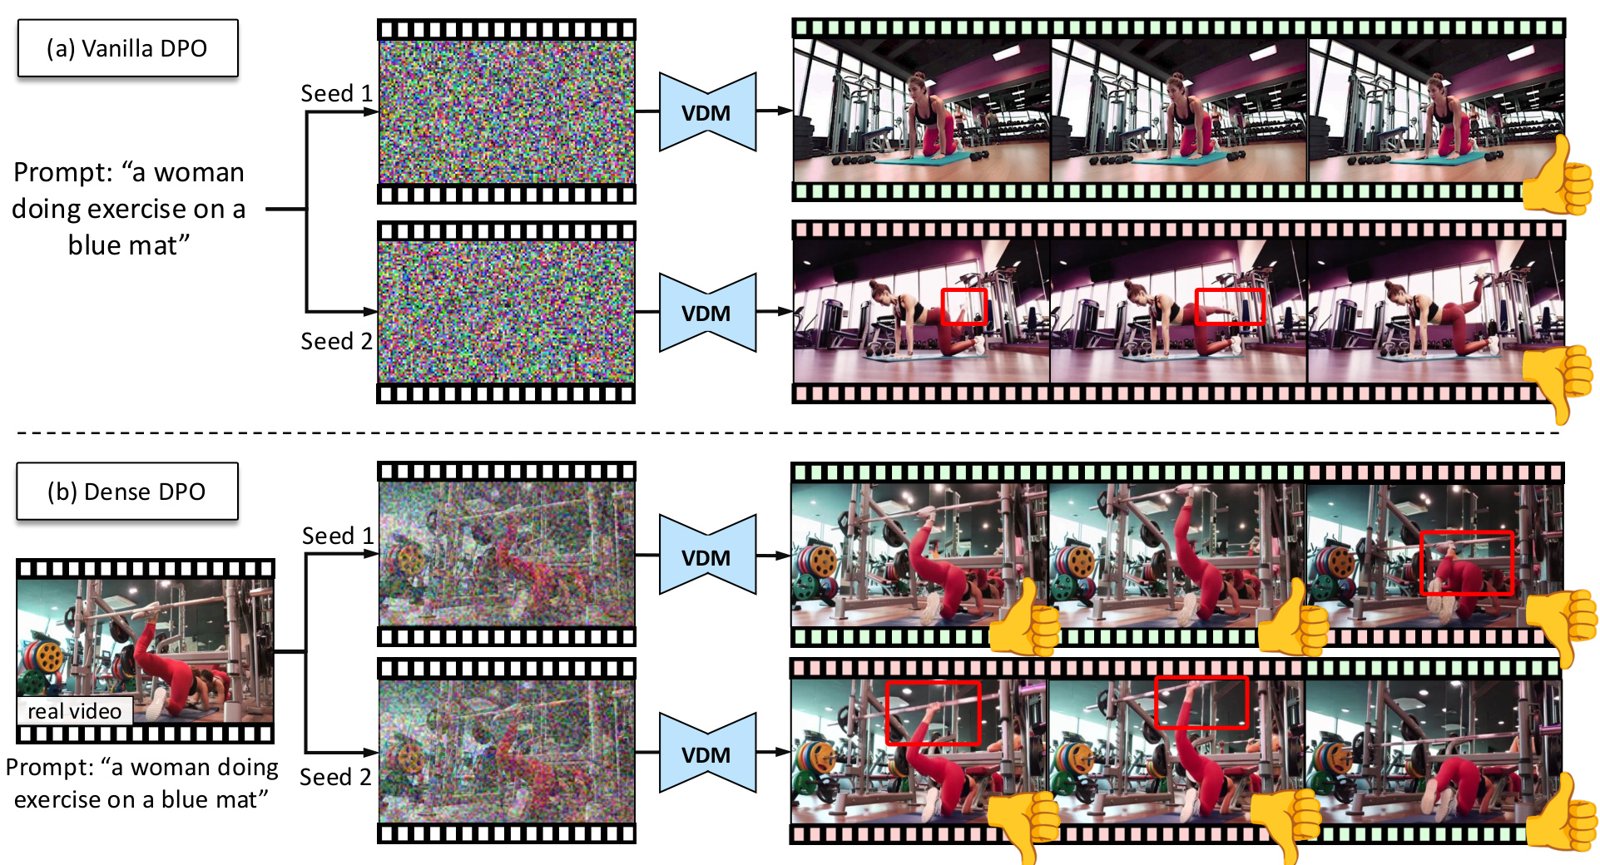 (a) Vanilla DPO
Seed 1
VDM
Prompt: “a woman
doing exercise on a
blue mat”
Seed 2
VDM
(b) Dense DPO
Seed 1
VDM
real video
Prompt: “a woman doing
exercise on a blue mat”
Seed 2
VDM